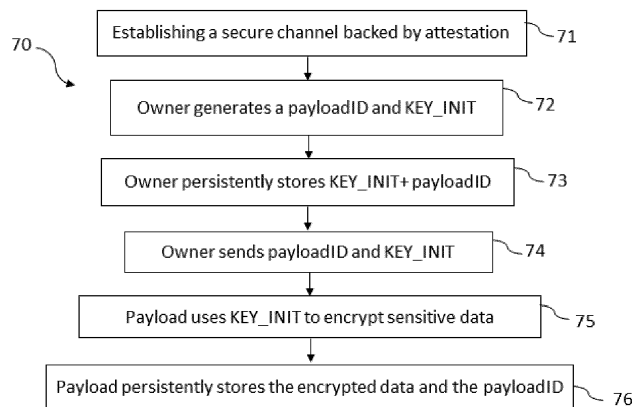 70
Establishing a secure channel backed by attestation
71
Owner generates a payloadID and KEY_INIT
72
Owner persistently stores KEY_INIT+ payloadID
73
Owner sends payloadID and KEY_INIT
74
Payload uses KEY_INIT to encrypt sensitive data
75
Payload persistently stores the encrypted data and the payloadID
76